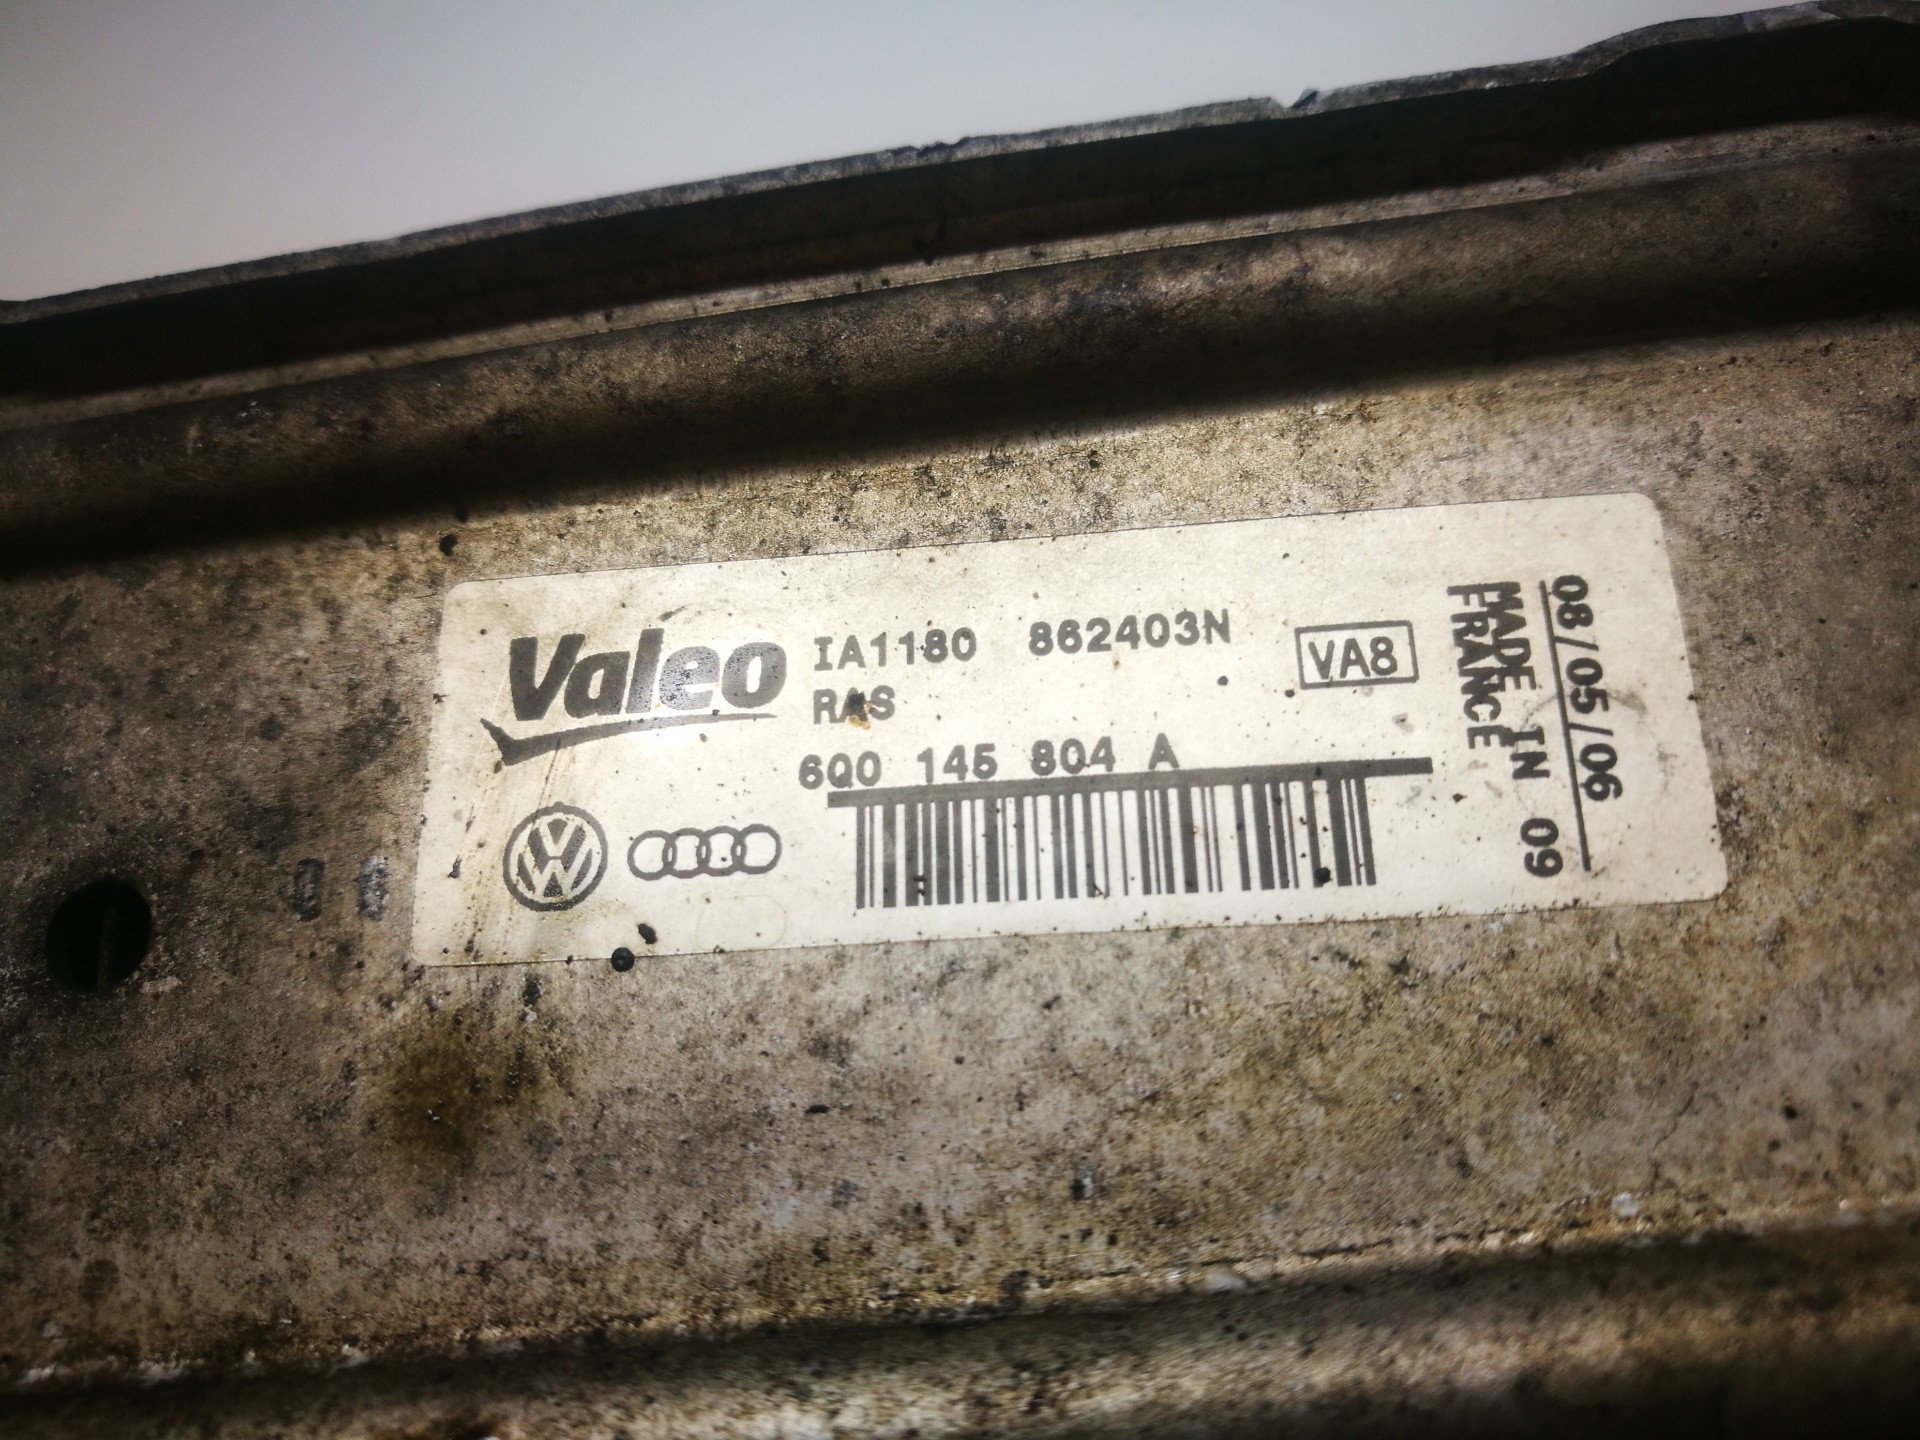 Valeo
IA1180 862403N
RAS
VA8
6Q0 145 804 A
08/05/06
MADE IN 09
FRANCE